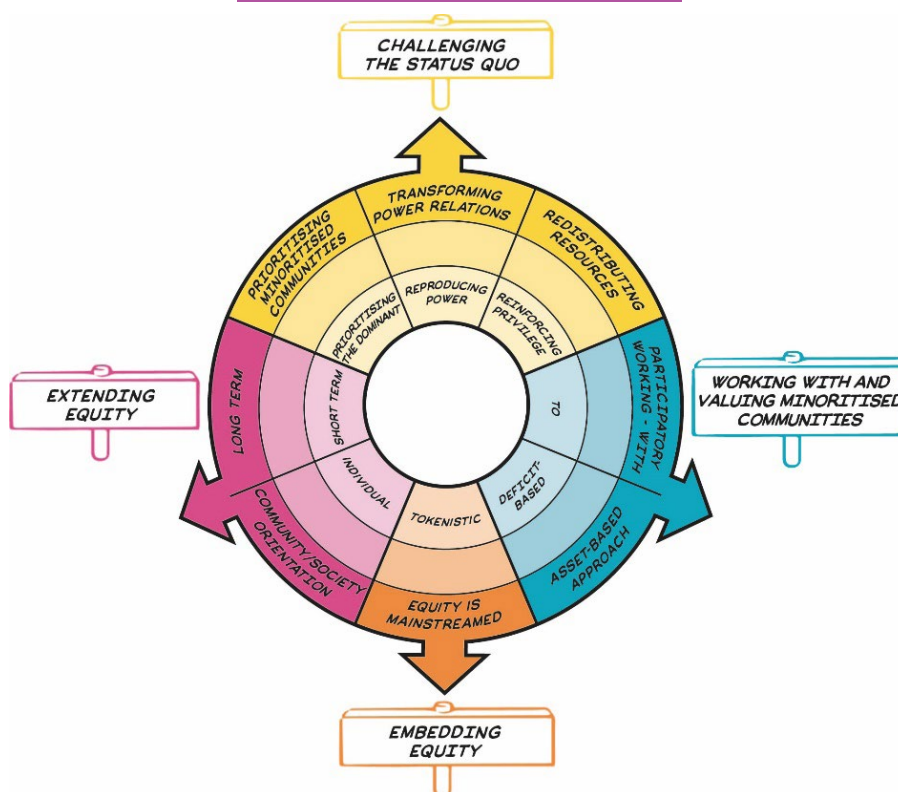 CHALLENGING
THE STATUS QUO
PRIORITISING
MINORITISED
COMMUNITIES
TRANSFORMING
POWER RELATIONS
REDISTRIBUTING
RESOURCES
PRIORITISING
THE DOMINANT
REPRODUCING
POWER
REINFORCING
PRIVILEGE
EXTENDING
EQUITY
LONG TERM
SHORT TERM
TO
PARTICIPATORY
WORKING - WITH
WORKING WITH AND
VALUING MINORITISED
COMMUNITIES
COMMUNITY/SOCIETY
ORIENTATION
INDIVIDUAL
TOKENISTIC
DEFICIT-
BASED
ASSET-BASED
APPROACH
EQUITY IS
MAINSTREAMED
EMBEDDING
EQUITY